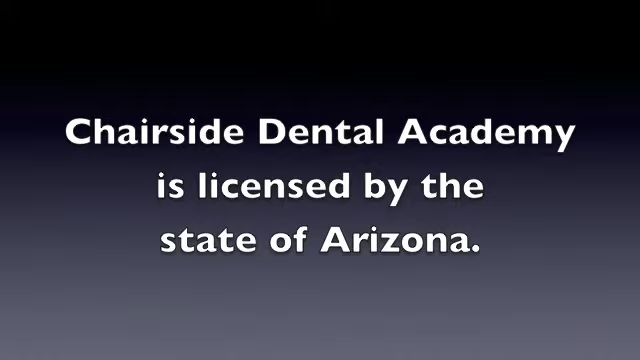 Chairside Dental Academy
is licensed by the
state of Arizona.